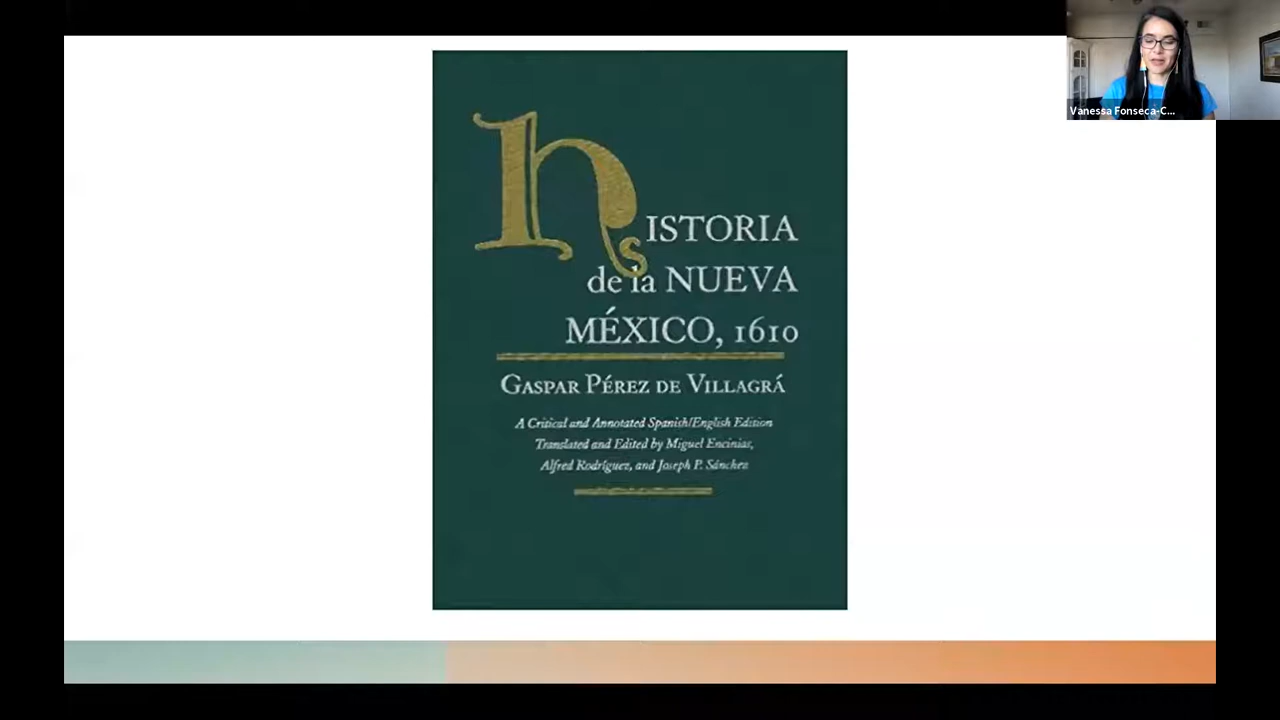 hISTORIA
de la NUEVA
MÉXICO, 1610
GASPAR PÉREZ DE VILLAGRÁ
A Critical and Annotated Spanish/English Edition
Translated and Edited by Miguel Encinias,
Alfred Rodríguez, and Joseph P. Sánchez
Vanessa Fonseca-C...